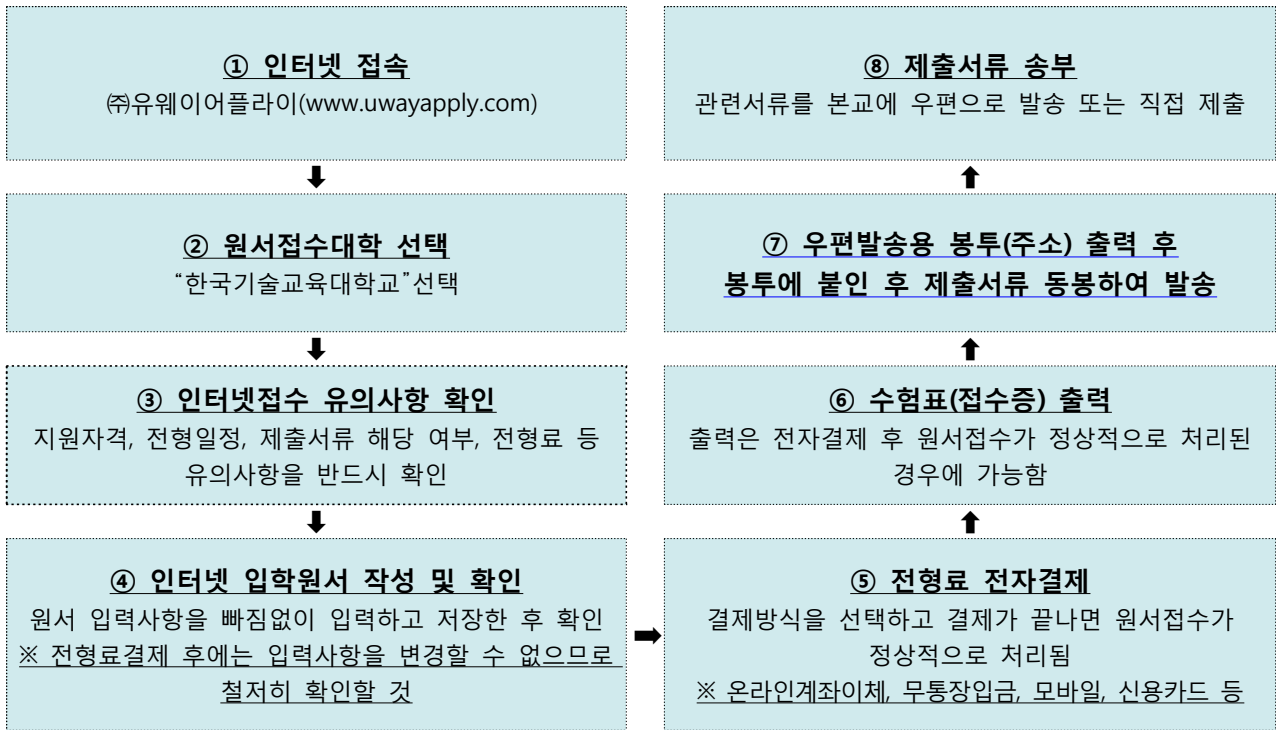 ① 인터넷 접속
㈜유웨이어플라이(www.uwayapply.com)
② 원서접수대학 선택
“한국기술교육대학교”선택
③ 인터넷접수 유의사항 확인
지원자격, 전형일정, 제출서류 해당 여부, 전형료 등
유의사항을 반드시 확인
④ 인터넷 입학원서 작성 및 확인
원서 입력사항을 빠짐없이 입력하고 저장한 후 확인
※ 전형료결제 후에는 입력사항을 변경할 수 없으므로
철저히 확인할 것
⑤ 전형료 전자결제
결제방식을 선택하고 결제가 끝나면 원서접수가
정상적으로 처리됨
※ 온라인계좌이체, 무통장입금, 모바일, 신용카드 등
⑥ 수험표(접수증) 출력
출력은 전자결제 후 원서접수가 정상적으로 처리된
경우에 가능함
⑦ 우편발송용 봉투(주소) 출력 후
봉투에 붙인 후 제출서류 동봉하여 발송
⑧ 제출서류 송부
관련서류를 본교에 우편으로 발송 또는 직접 제출